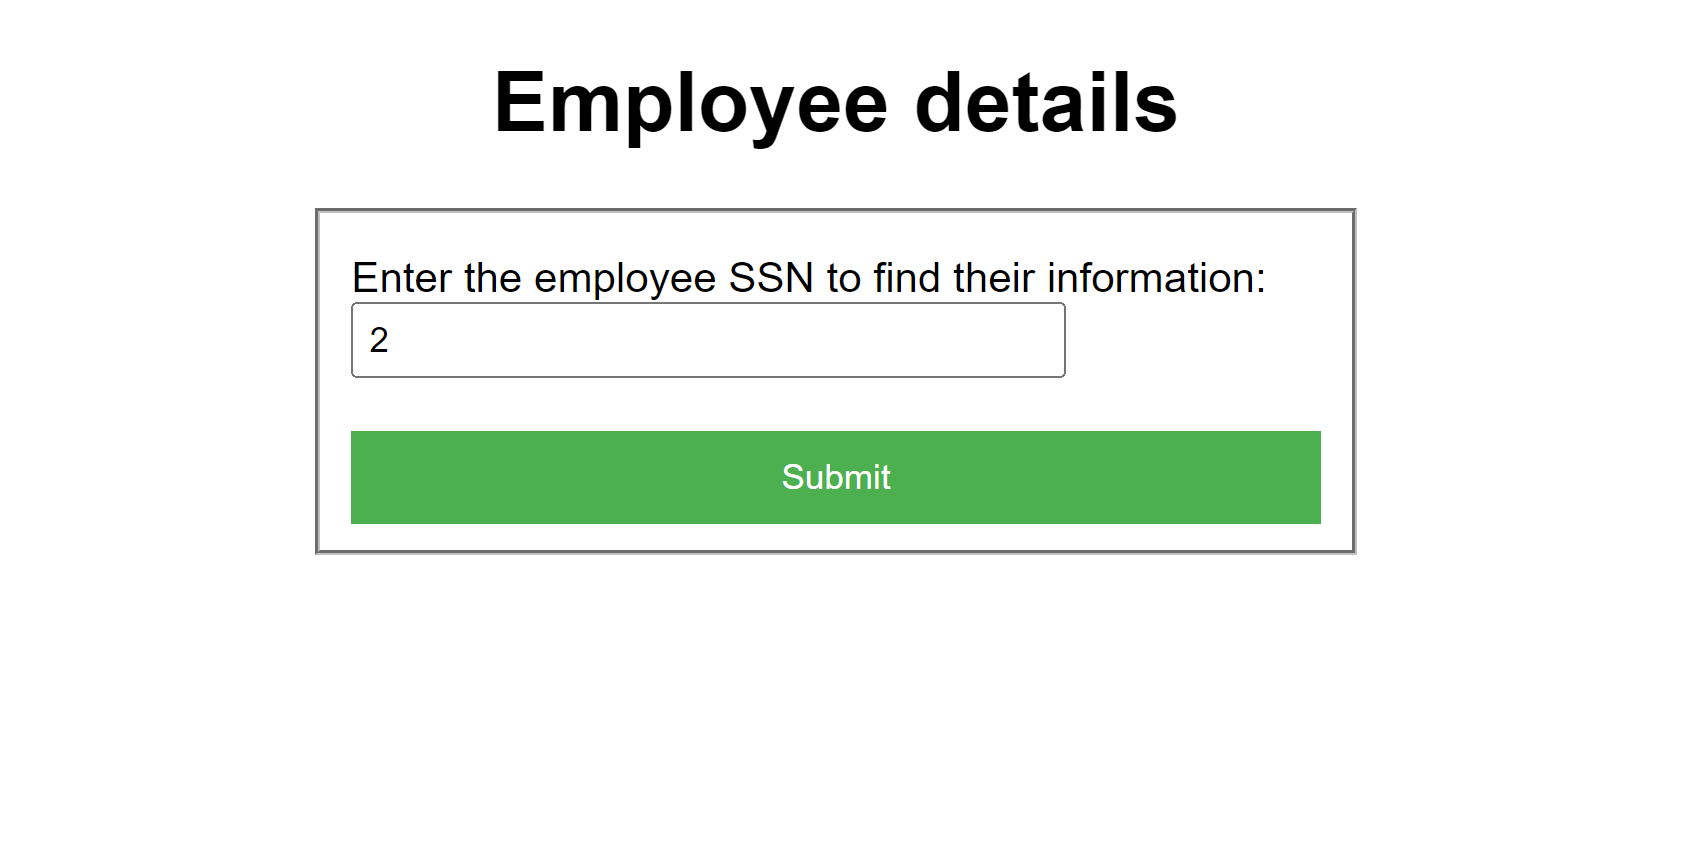 Employee details
Enter the employee SSN to find their information:
2
Submit